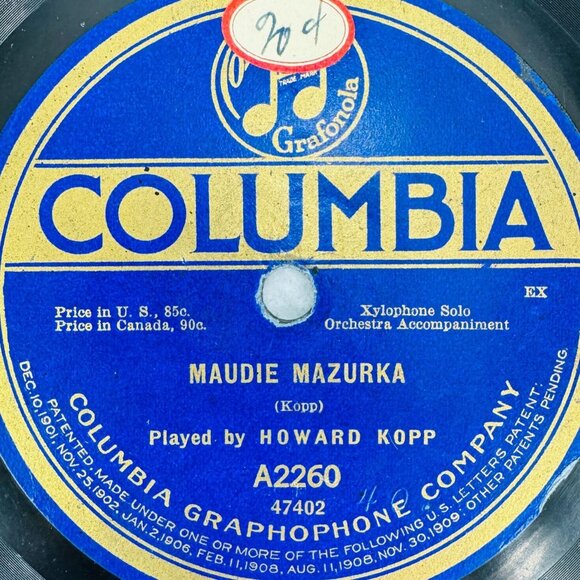 20 4
TRADE MARK
Grafonola
COLUMBIA
EX
Price in U. S., 85c.
Price in Canada, 90c.
Xylophone Solo
Orchestra Accompaniment
MAUDIE MAZURKA
(Kopp)
Played by HOWARD KOPP
A2260
47402
COLUMBIA GRAPHOPHONE COMPANY
PATENTED, MADE UNDER ONE OR MORE OF THE FOLLOWING U.S. LETTERS PATENT:
DEC.10,1901, NOV.25,1902, JAN.2,1906, FEB.11,1908, AUG.11,1908, NOV.30,1909: OTHER PATENTS PENDING.